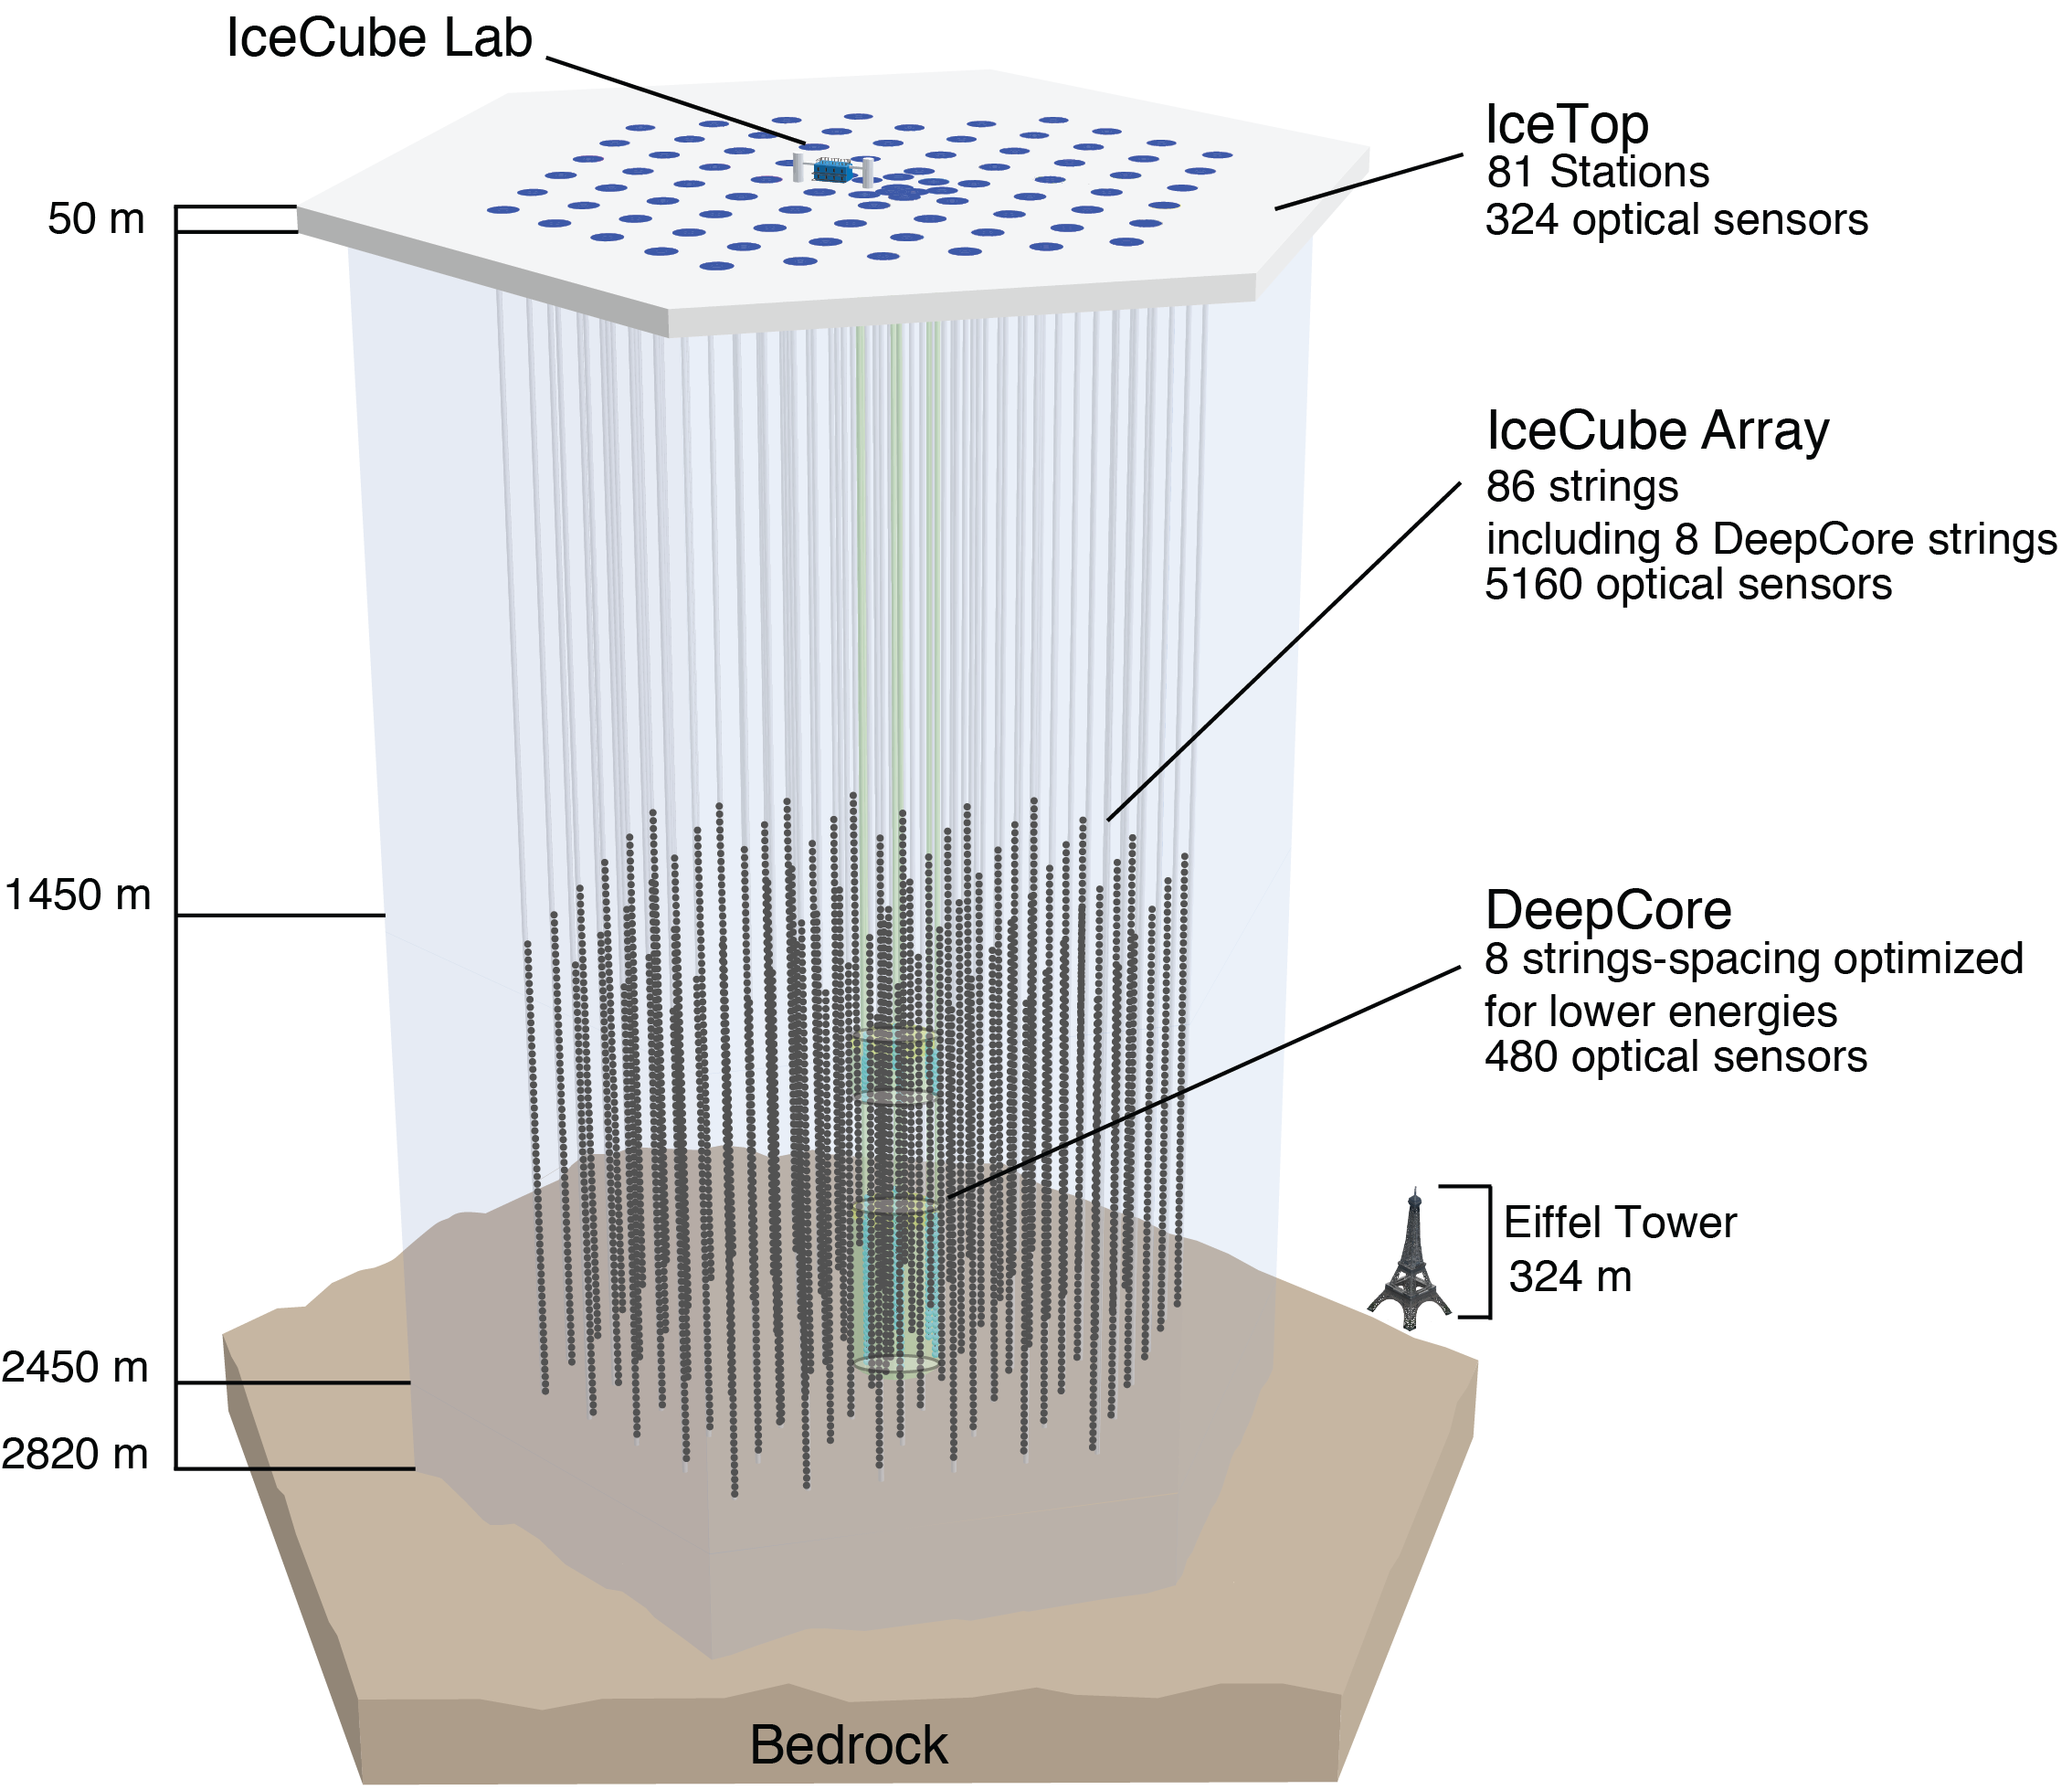 IceCube Lab
IceTop
81 Stations
324 optical sensors
50 m
IceCube Array
86 strings
including 8 DeepCore strings
5160 optical sensors
1450 m
DeepCore
8 strings-spacing optimized
for lower energies
480 optical sensors
Eiffel Tower
324 m
2450 m
2820 m
Bedrock